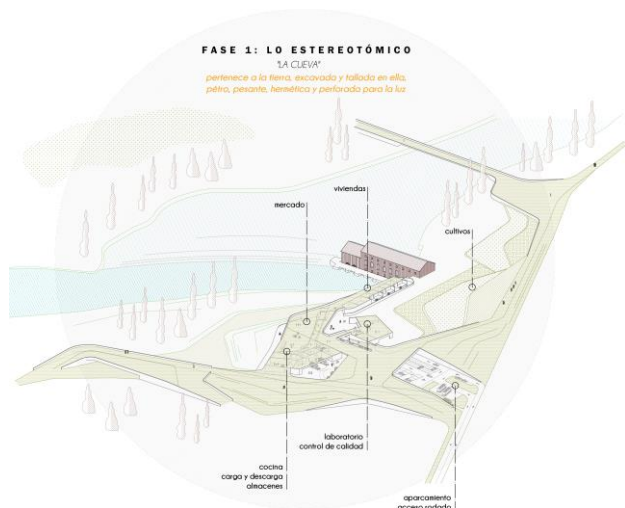 FASE 1: LO ESTEREOTÓMICO
"LA CUEVA"
pertenece a la tierra, excavada y tallada en ella,
pétro, pesante, hermética y perforada para la luz
viviendas
mercado
cultivos
laboratorio
control de calidad
cocina
carga y descarga
almacenes
aparcamiento
acceso rodado